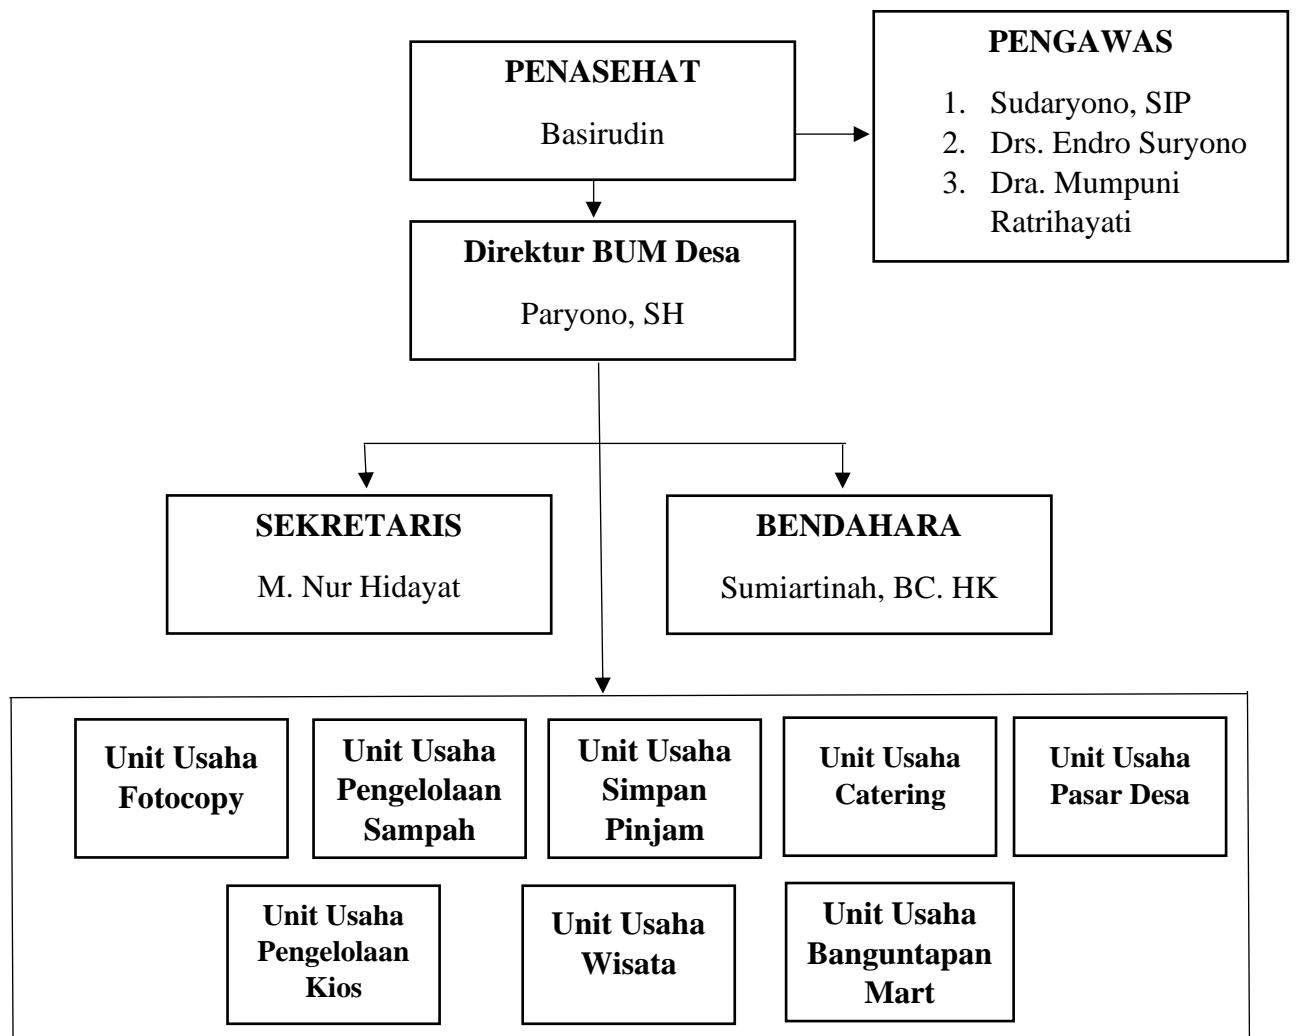 PENASEHAT
Basirudin
PENGAWAS
1. Sudaryono, SIP
2. Drs. Endro Suryono
3. Dra. Mumpuni
Ratrihayati
Direktur BUM Desa
Paryono, SH
SEKRETARIS
M. Nur Hidayat
BENDAHARA
Sumiartinah, BC. HK
Unit Usaha
Fotocopy
Unit Usaha
Pengelolaan
Sampah
Unit Usaha
Simpan
Pinjam
Unit Usaha
Catering
Unit Usaha
Pasar Desa
Unit Usaha
Pengelolaan
Kios
Unit Usaha
Wisata
Unit Usaha
Banguntapan
Mart